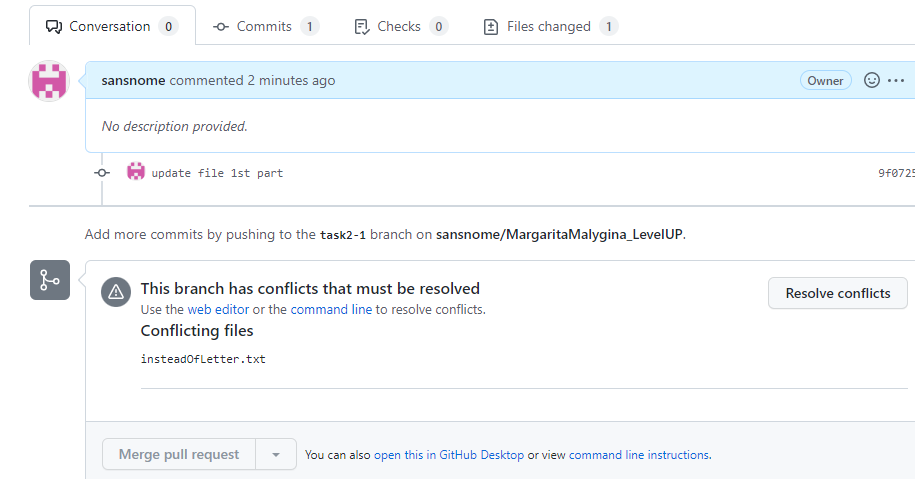 Conversation 0 Commits 1 Checks 0 Files changed 1
sansnome commented 2 minutes ago Owner
No description provided.
update file 1st part 9f0725
Add more commits by pushing to the task2-1 branch on sansnome/MargaritaMalygina_LevelUP.
This branch has conflicts that must be resolved
Resolve conflicts
Use the web editor or the command line to resolve conflicts.
Conflicting files
insteadOfLetter.txt
Merge pull request You can also open this in GitHub Desktop or view command line instructions.